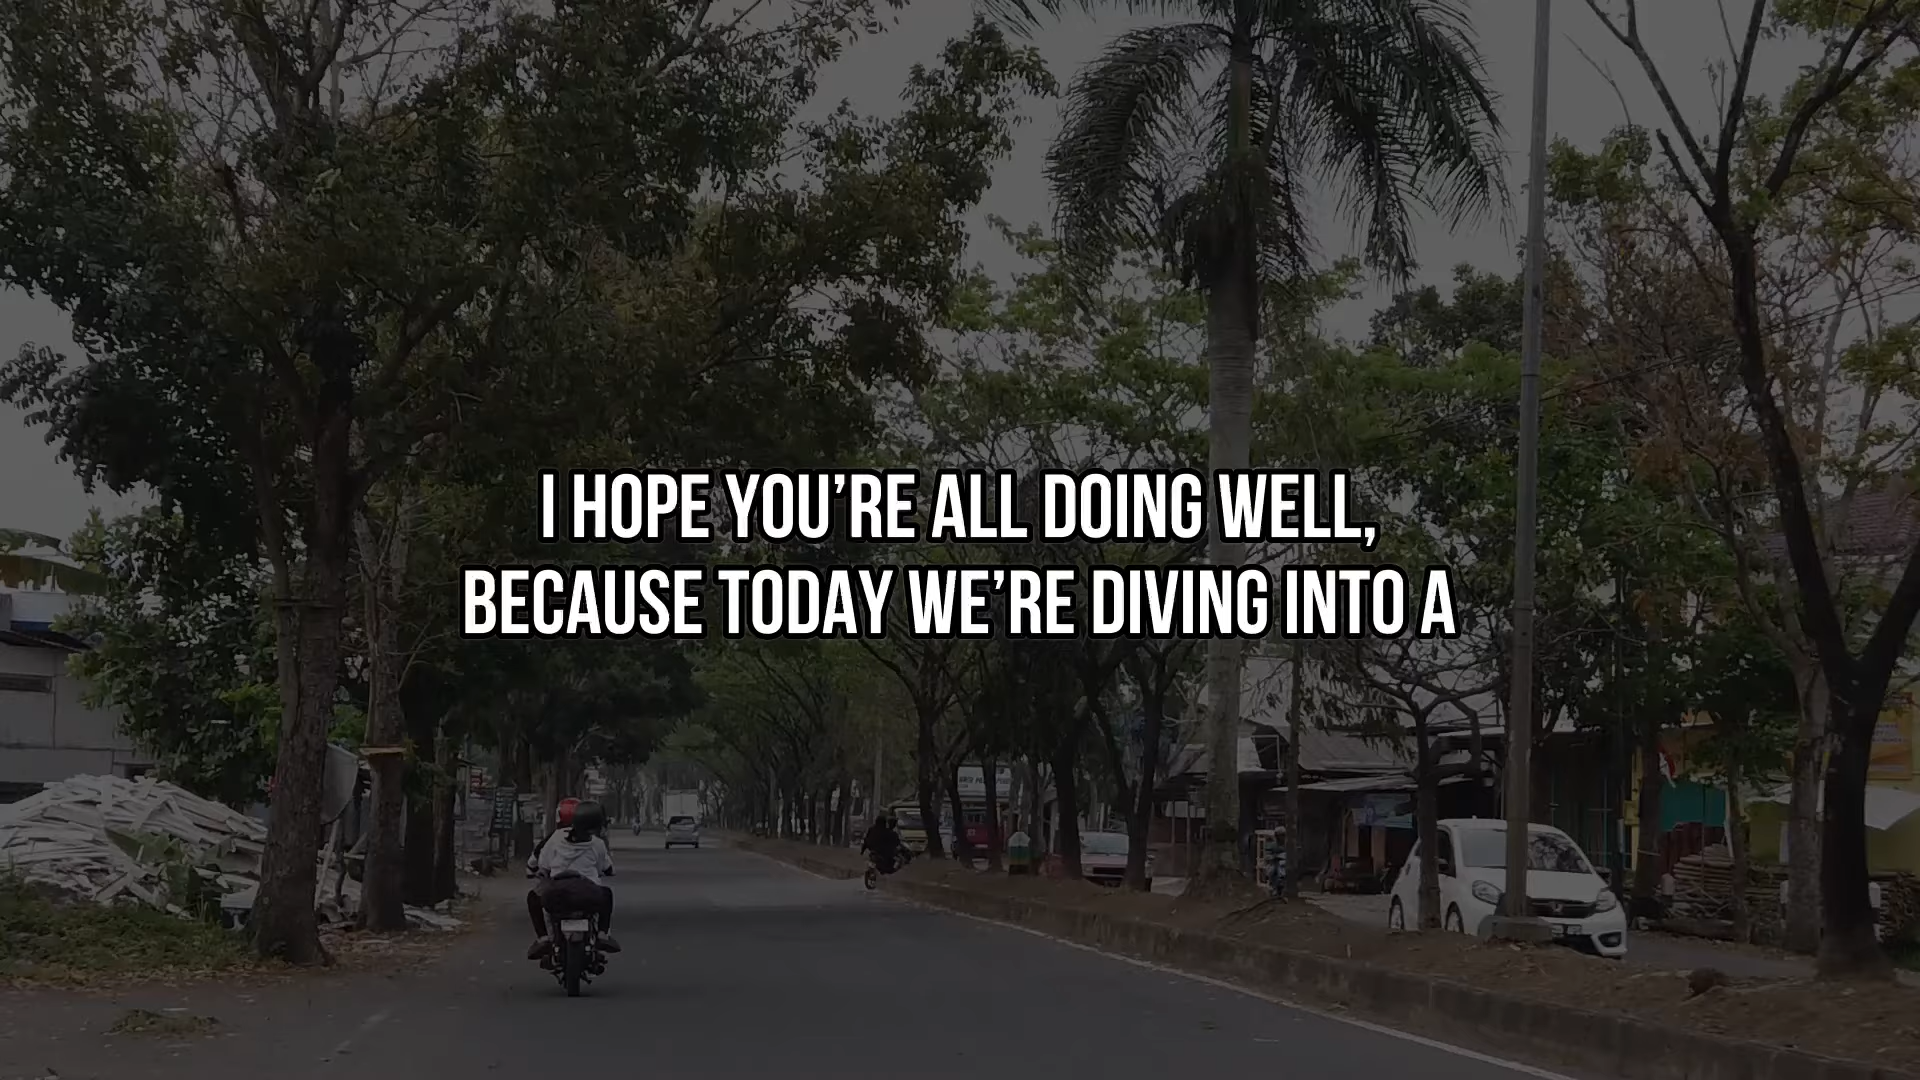 I HOPE YOU’RE ALL DOING WELL,
BECAUSE TODAY WE’RE DIVING INTO A